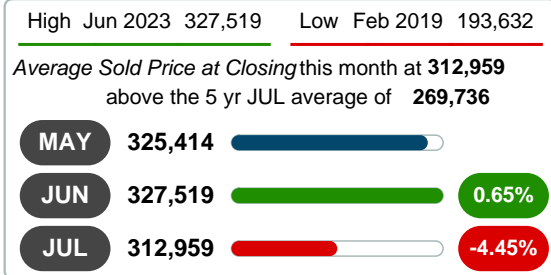 High Jun 2023 327,519 Low Feb 2019 193,632
Average Sold Price at Closing this month at 312,959
above the 5 yr JUL average of 269,736
MAY 325,414
JUN 327,519 0.65%
JUL 312,959 -4.45%